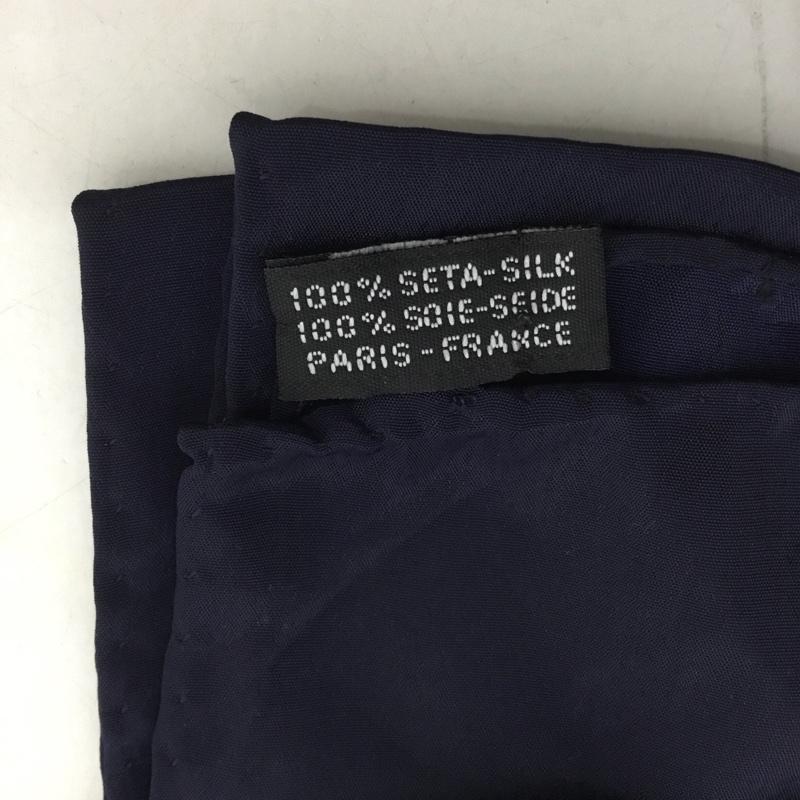 100% SETA-SILK
100% SOIE-SEIDE
PARIS - FRANCE